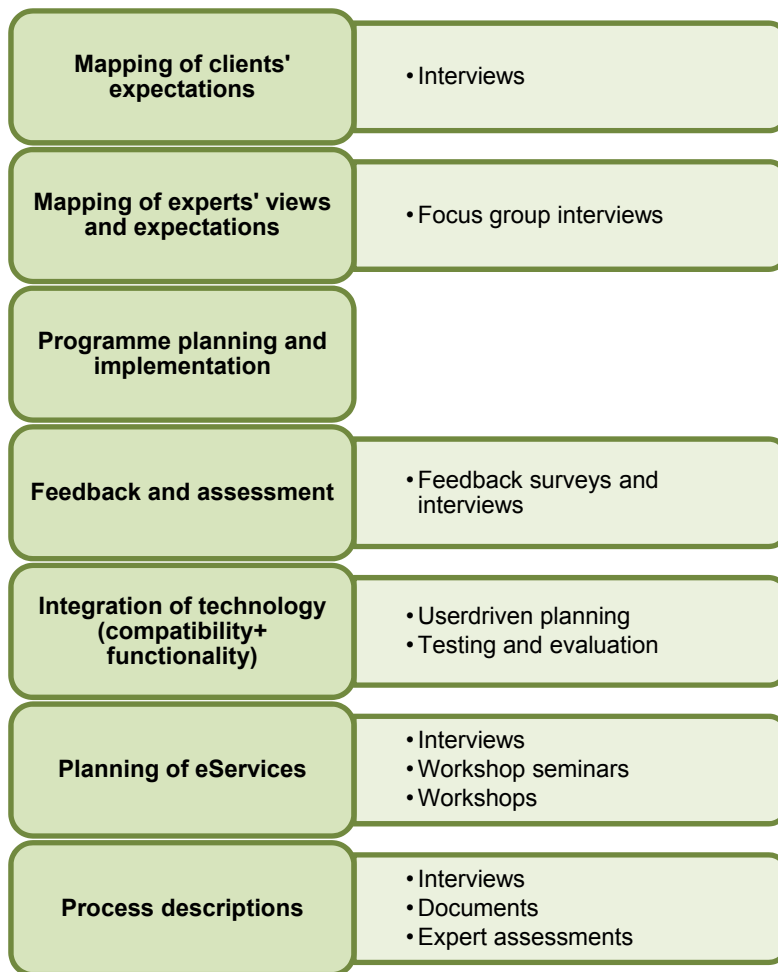 Mapping of clients'
expectations
• Interviews
Mapping of experts' views
and expectations
• Focus group interviews
Programme planning and
implementation
Feedback and assessment
• Feedback surveys and
interviews
Integration of technology
(compatibility+
functionality)
• Userdriven planning
• Testing and evaluation
Planning of eServices
• Interviews
• Workshop seminars
• Workshops
Process descriptions
• Interviews
• Documents
• Expert assessments